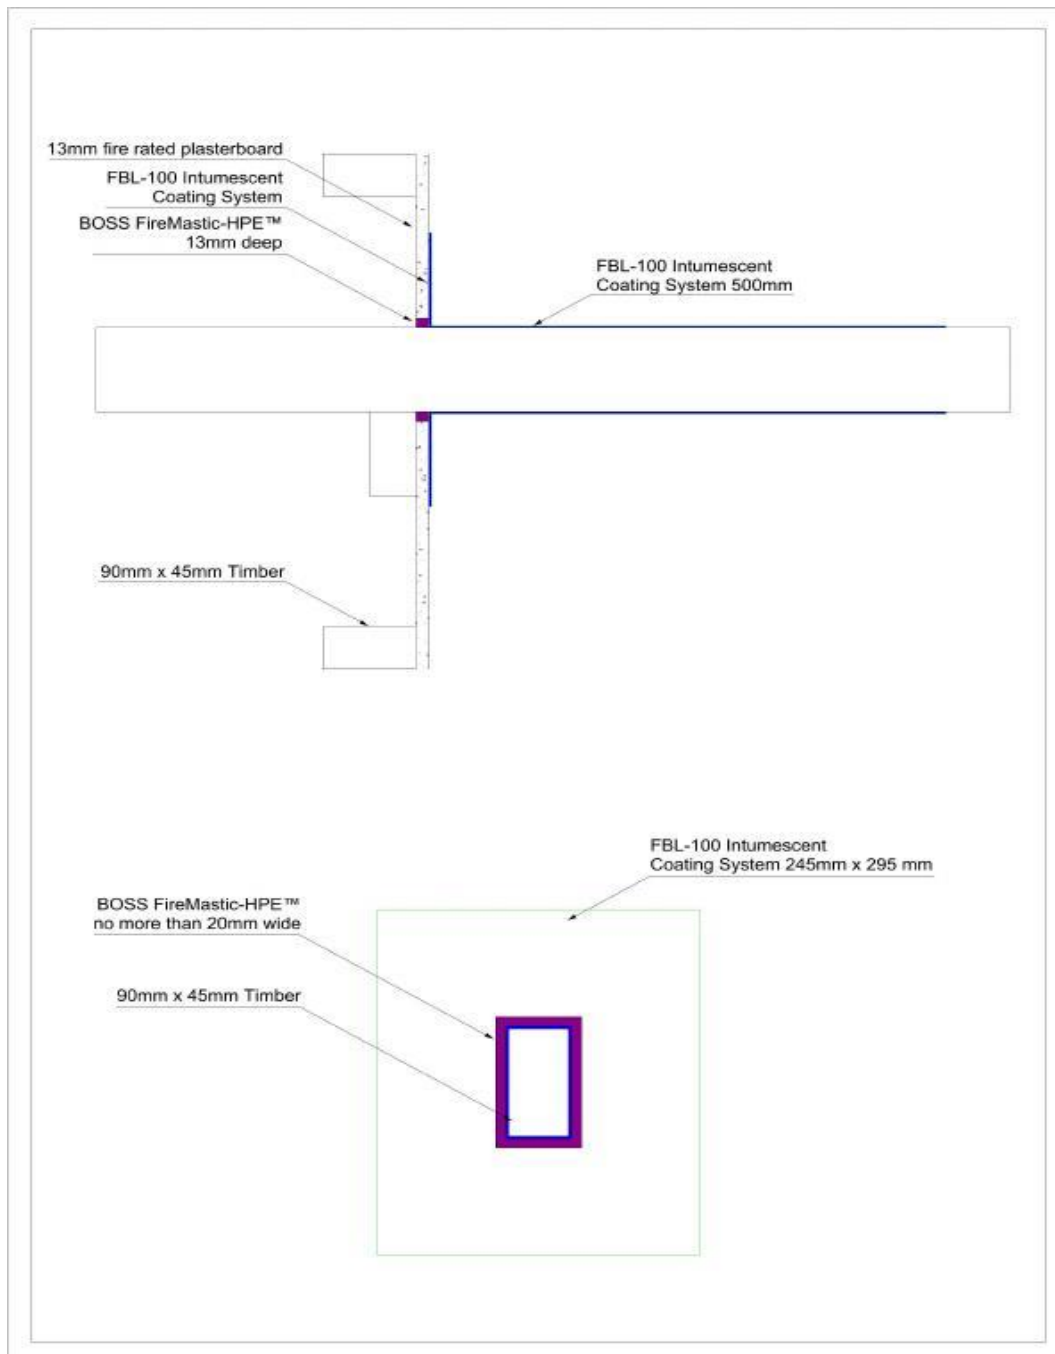 13mm fire rated plasterboard
FBL-100 Intumescent
Coating System
BOSS FireMastic-HPE™
13mm deep
FBL-100 Intumescent
Coating System 500mm
90mm x 45mm Timber
FBL-100 Intumescent
Coating System 245mm x 295 mm
BOSS FireMastic-HPE™
no more than 20mm wide
90mm x 45mm Timber